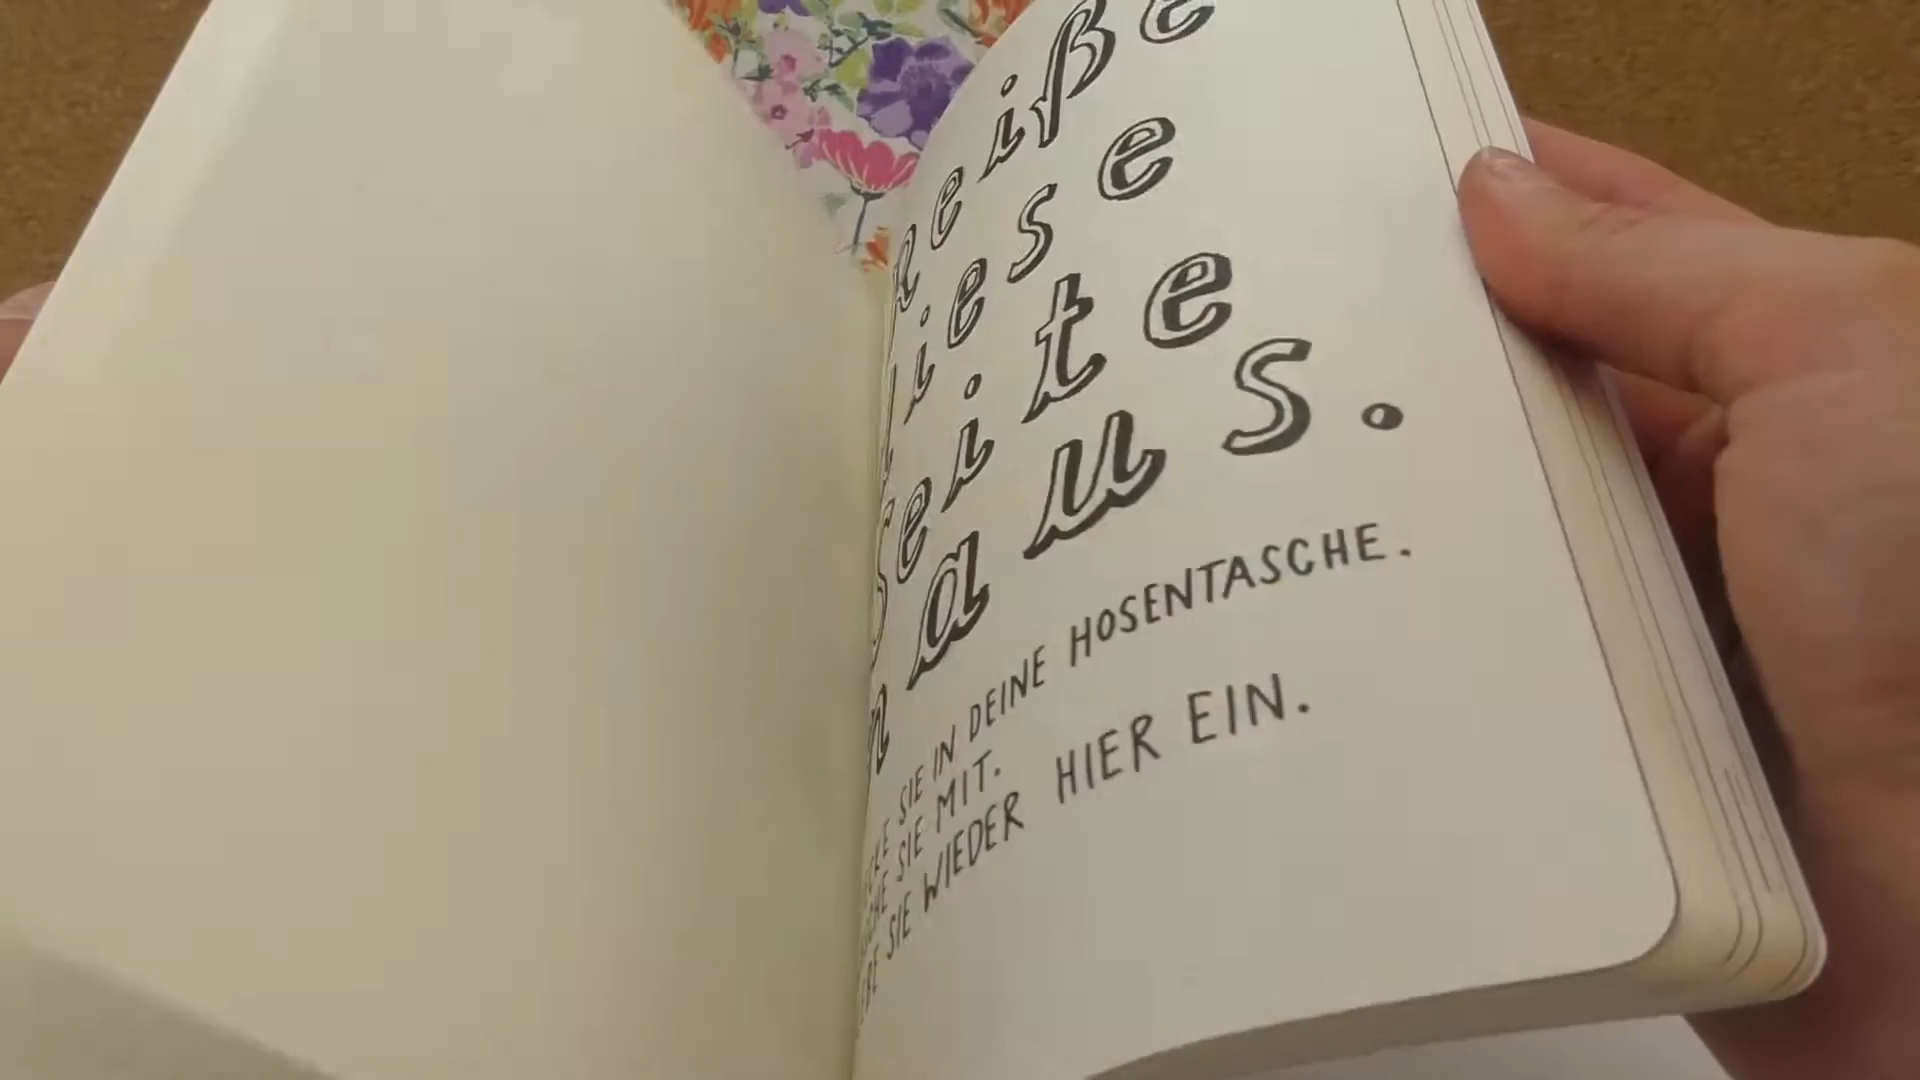 Reiße
diese
Seite
aus.
SIE IN DEINE HOSENTASCHE.
SIE MIT.
SIE WIEDER HIER EIN.